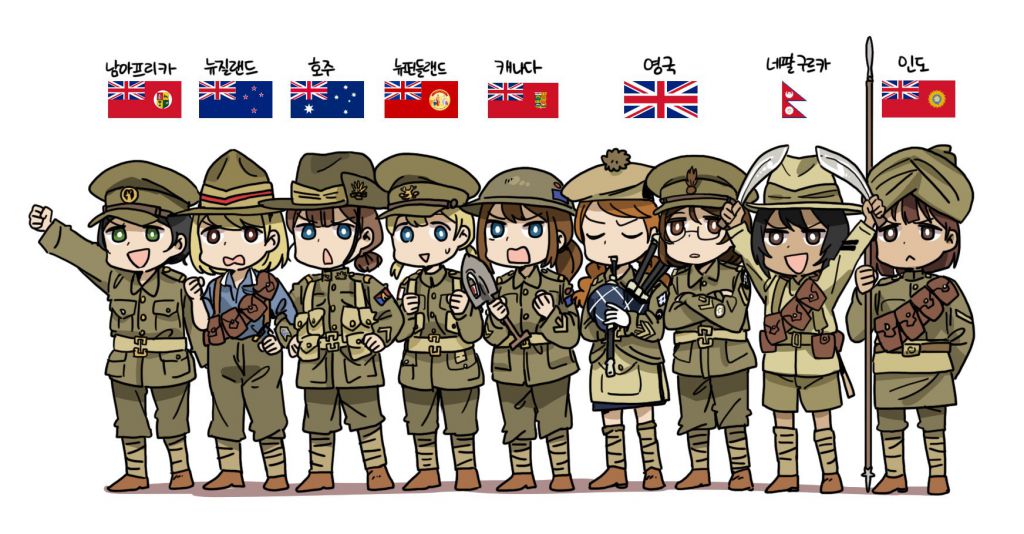 남아프리카
뉴질랜드
호주
뉴펀들랜드
캐나다
영국
네팔 구르카
인도